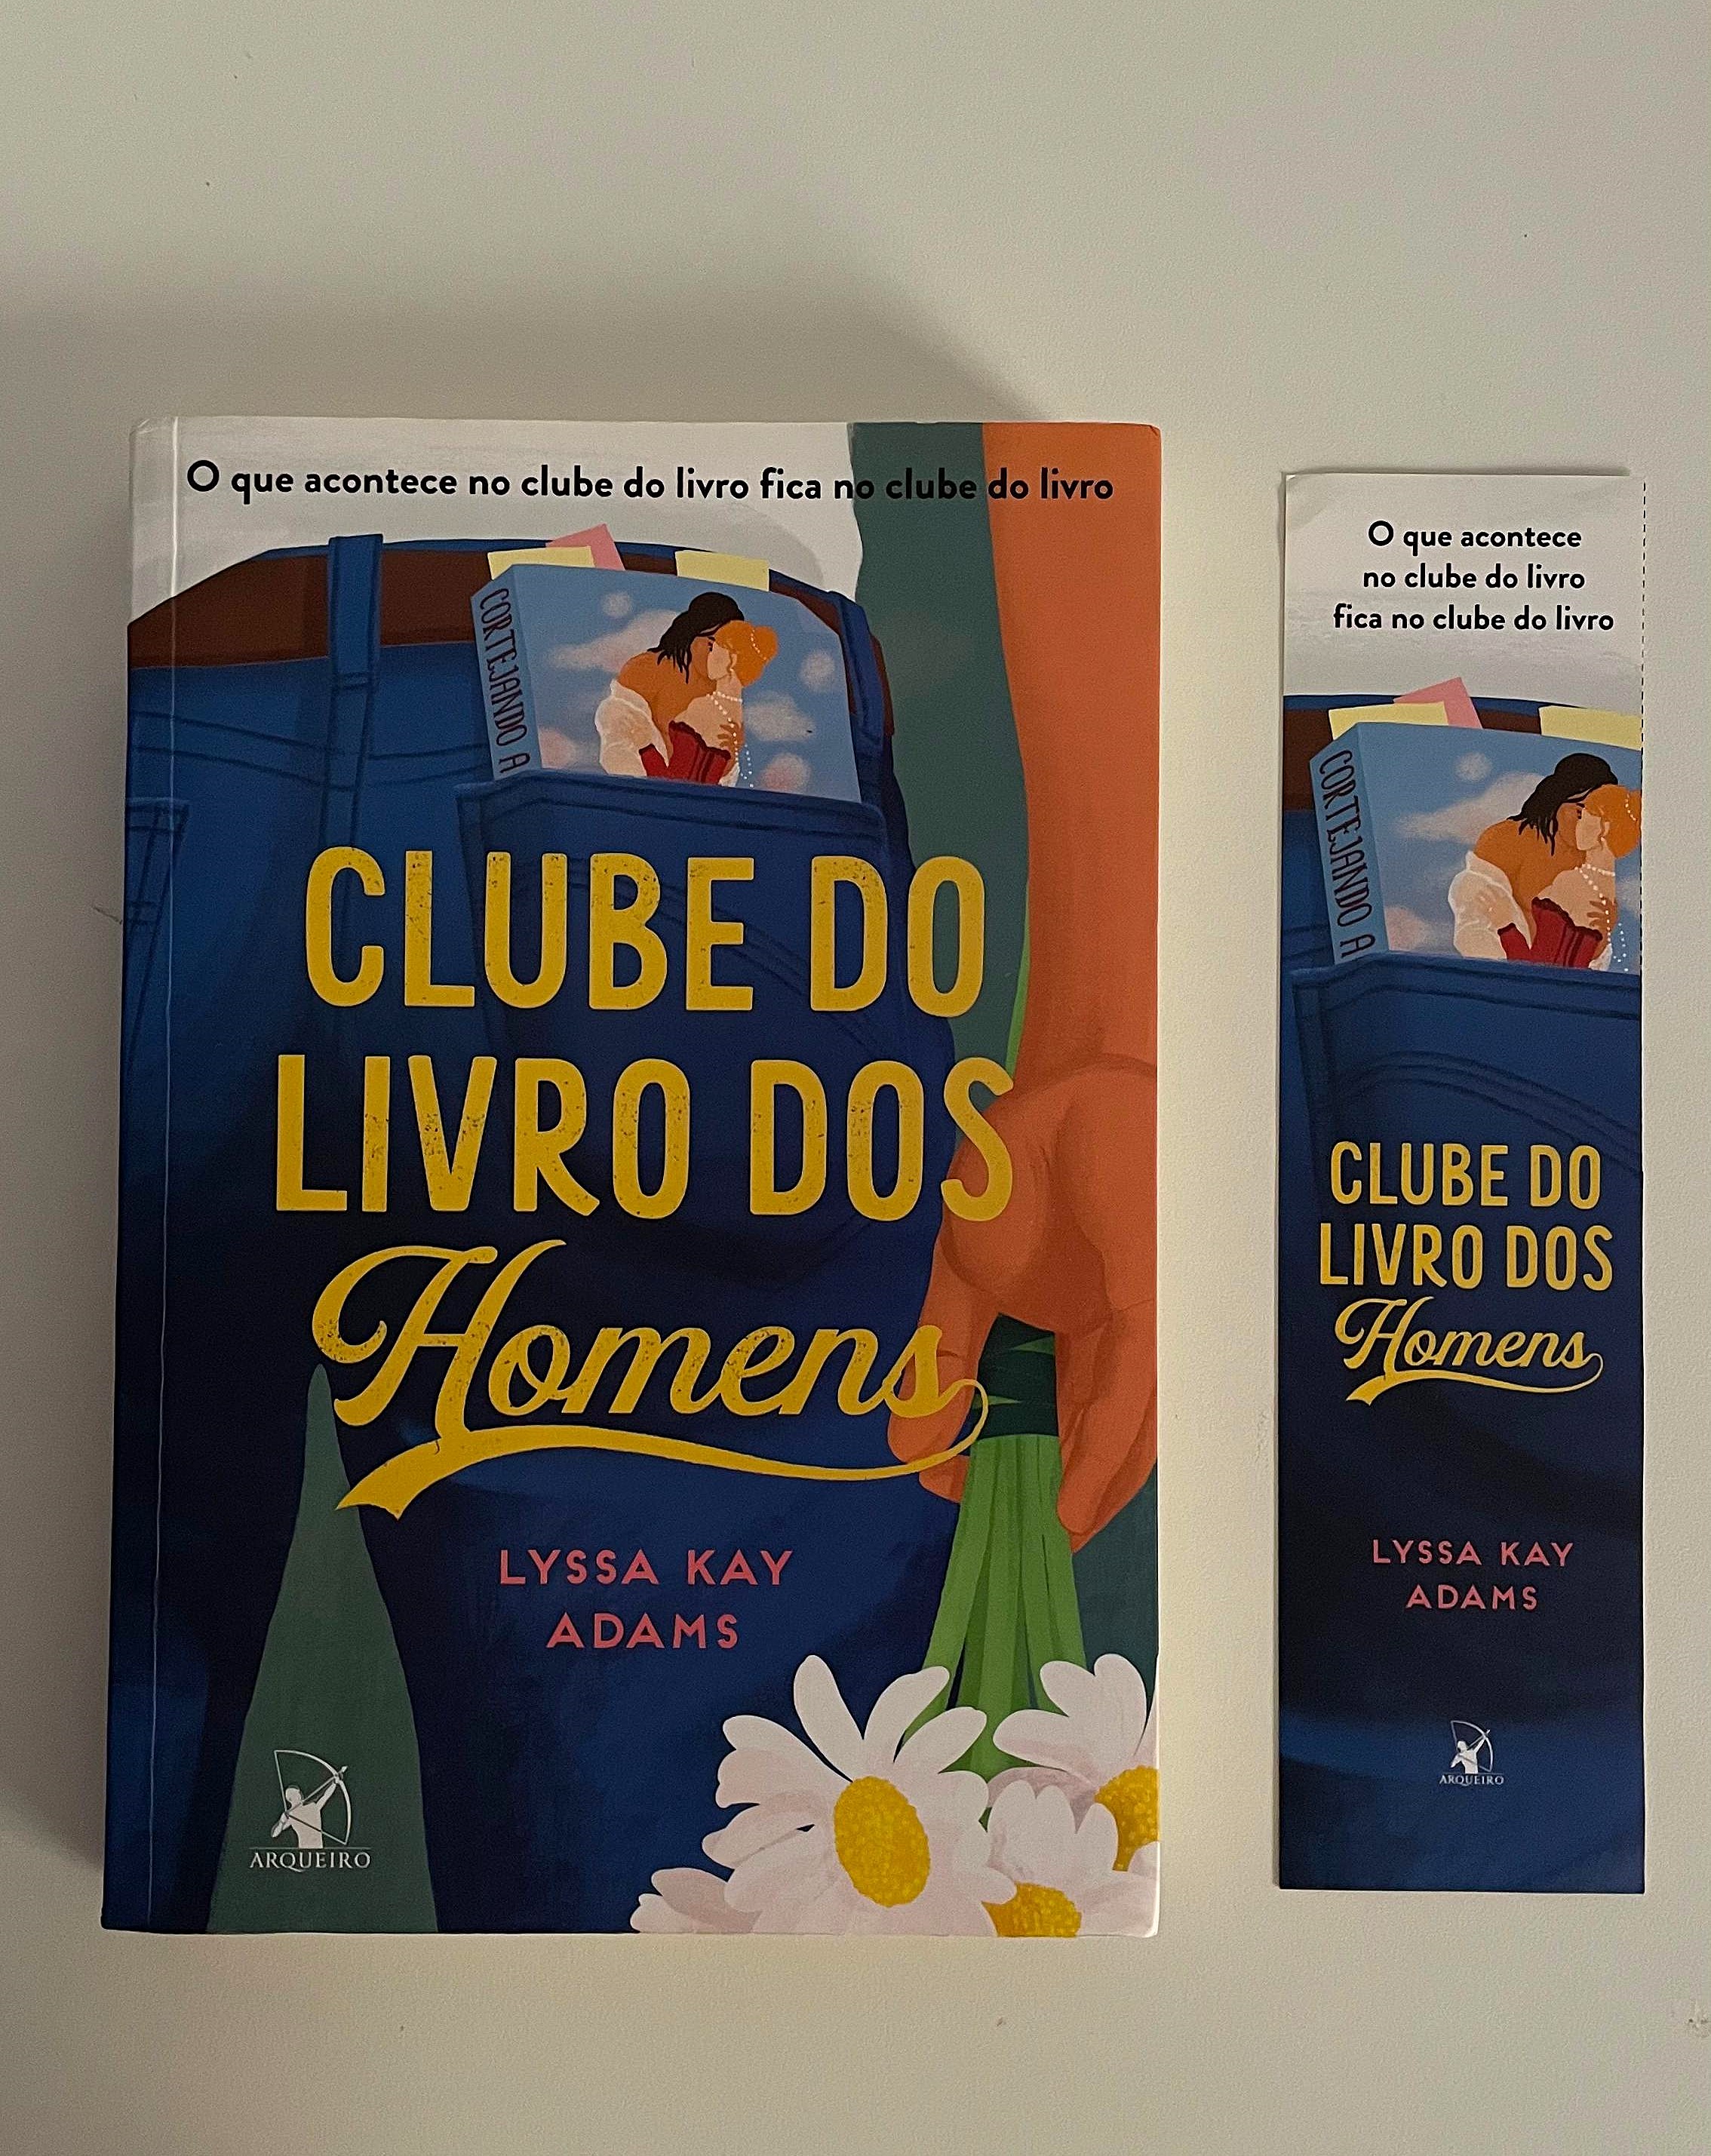 O que acontece no clube do livro fica no clube do livro
CORTEJANDO A
CLUBE DO
LIVRO DOS
Homens
LYSSA KAY
ADAMS
ARQUEIRO
O que acontece
no clube do livro
fica no clube do livro
CORTEJANDO A
CLUBE DO
LIVRO DOS
Homens
LYSSA KAY
ADAMS
ARQUEIRO